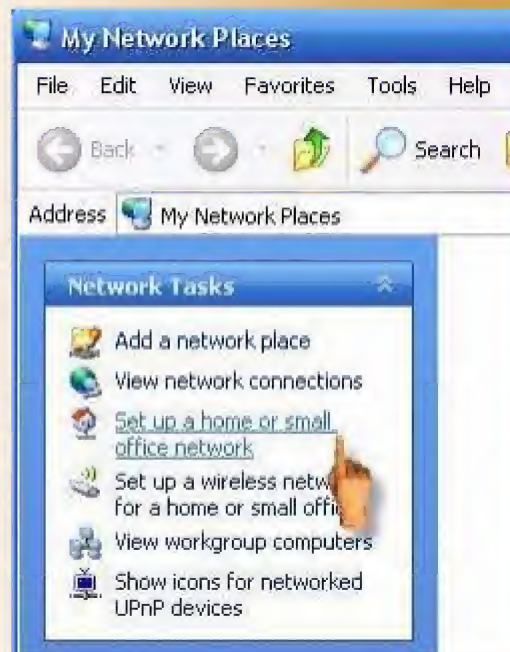 My Network Places
File Edit View Favorites Tools Help
Back Search
Address My Network Places
Network Tasks
Add a network place
View network connections
Set up a home or small
office network
Set up a wireless netw
for a home or small offi
View workgroup computers
Show icons for networked
UPnP devices